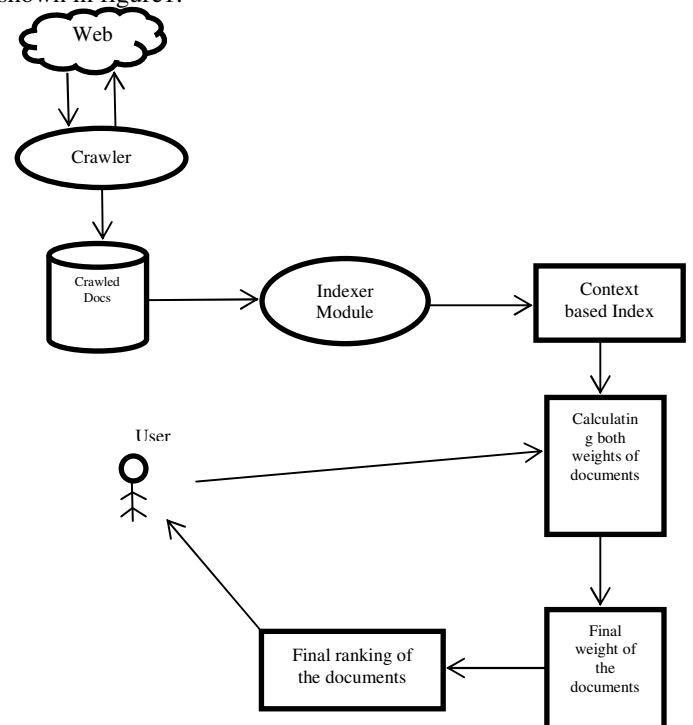 shown in figure1.
Web
Crawler
Crawled
Docs
Indexer
Module
Context
based Index
Calculatin
g both
weights of
documents
User
Final
weight of
the
documents
Final ranking of
the documents